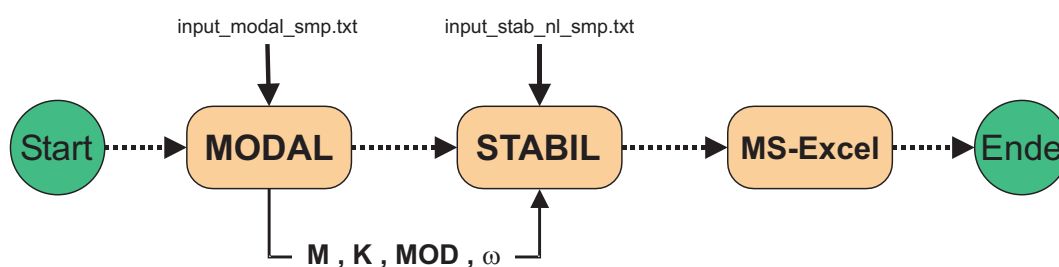 input_modal_smp.txt input_stab_nl_smp.txt
Start MODAL STABIL MS-Excel Ende
M , K , MOD , ω